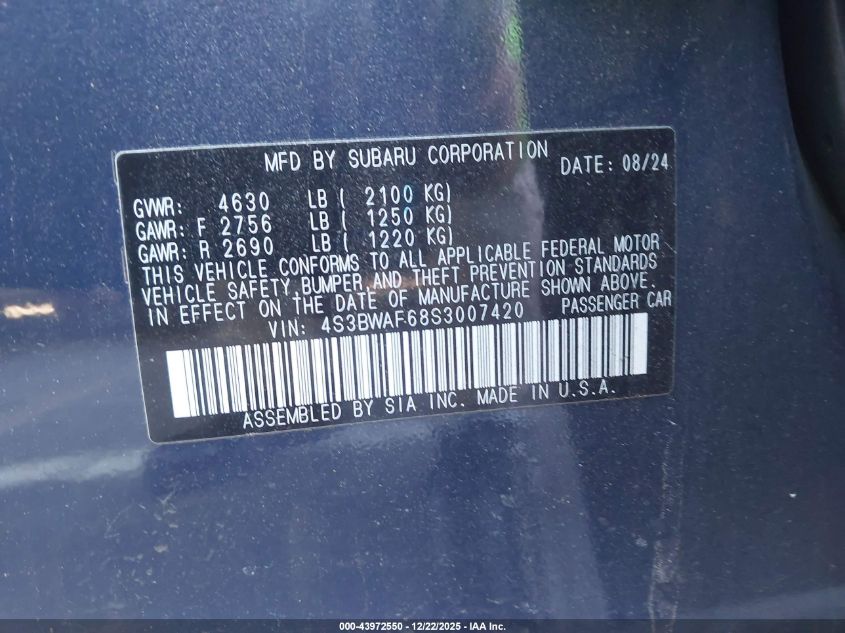 MFD BY SUBARU CORPORATION DATE: 08/24
GVWR: 4630 LB ( 2100 KG)
GAWR: F 2756 LB ( 1250 KG)
GAWR: R 2690 LB ( 1220 KG)
THIS VEHICLE CONFORMS TO ALL APPLICABLE FEDERAL MOTOR
VEHICLE SAFETY, BUMPER, AND THEFT PREVENTION STANDARDS
IN EFFECT ON THE DATE OF MANUFACTURE SHOWN ABOVE.
VIN: 4S3BWAF68S3007420 PASSENGER CAR
ASSEMBLED BY SIA INC. MADE IN U.S.A.
000-43972550 - 12/22/2025 - IAA Inc.